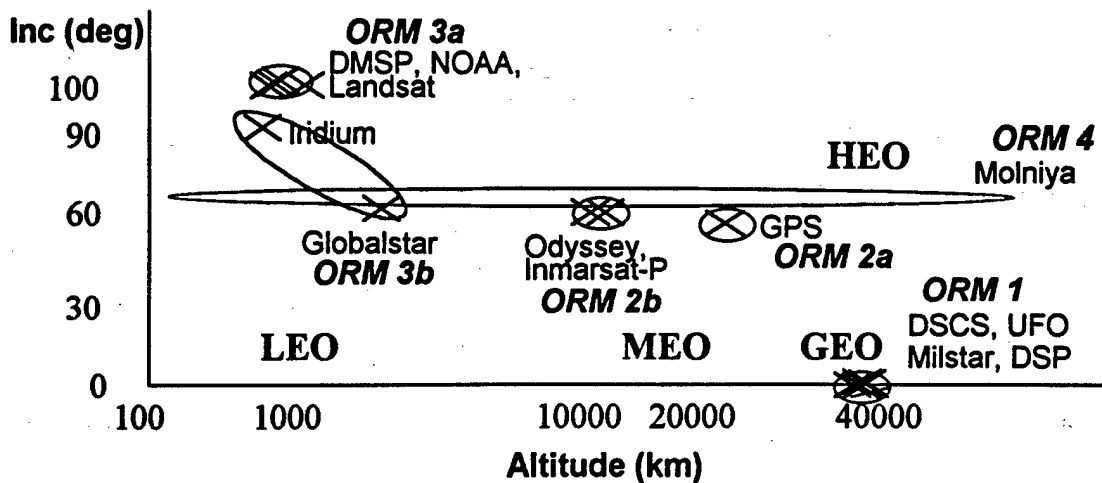 Inc (deg)
ORM 3a
DMSP, NOAA,
Landsat
100
90
Iridium
HEO
ORM 4
Molniya
60
Globalstar
ORM 3b
Odyssey,
Inmarsat-P
ORM 2b
GPS
ORM 2a
30
ORM 1
DSCS, UFO
Milstar, DSP
LEO
MEO
GEO
0
100
1000
10000
20000
40000
Altitude (km)